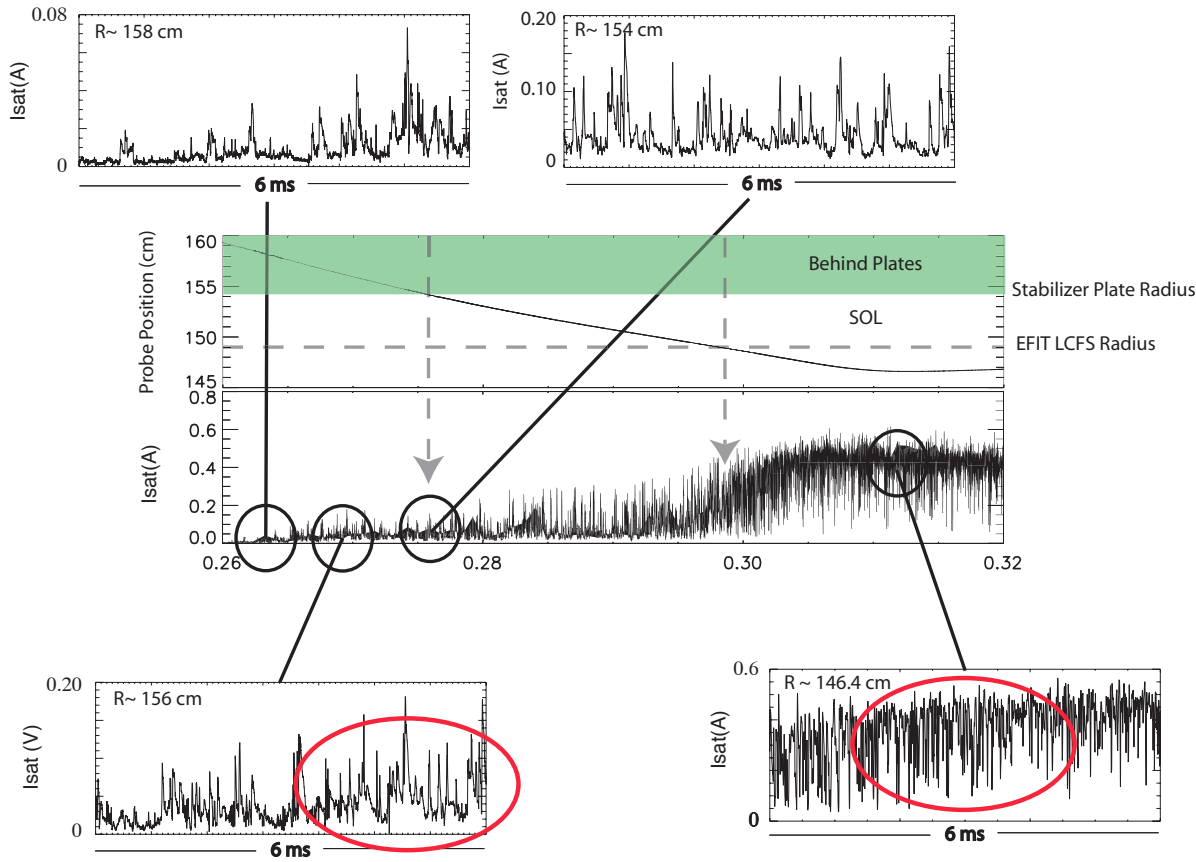 0.08
R~ 158 cm
Isat(A)
0
6 ms
0.20
R~ 154 cm
Isat (A)
0.10
0
6 ms
160
155
150
145
Probe Position (cm)
Behind Plates
Stabilizer Plate Radius
SOL
EFIT LCFS Radius
0.8
0.6
0.4
0.2
0.0
Isat(A)
0.26
0.28
0.30
0.32
0.20
R~ 156 cm
Isat (V)
0
6 ms
0.6
R ~ 146.4 cm
Isat(A)
0
6 ms